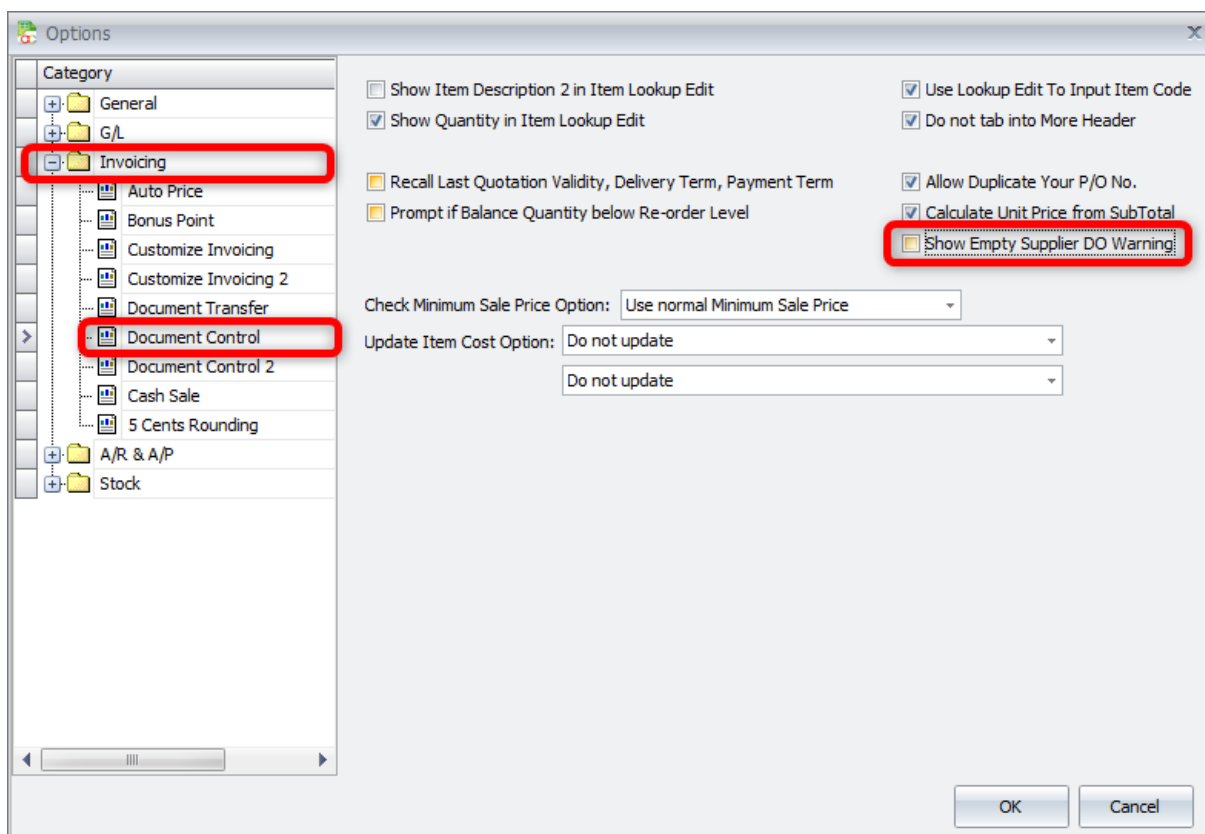 Options
Category
General
G/L
Invoicing
Auto Price
Bonus Point
Customize Invoicing
Customize Invoicing 2
Document Transfer
Document Control
Document Control 2
Cash Sale
5 Cents Rounding
A/R & A/P
Stock
Show Item Description 2 in Item Lookup Edit
Use Lookup Edit To Input Item Code
Show Quantity in Item Lookup Edit
Do not tab into More Header
Recall Last Quotation Validity, Delivery Term, Payment Term
Allow Duplicate Your P/O No.
Prompt if Balance Quantity below Re-order Level
Calculate Unit Price from SubTotal
Show Empty Supplier DO Warning
Check Minimum Sale Price Option: Use normal Minimum Sale Price
Update Item Cost Option: Do not update
Do not update
OK
Cancel